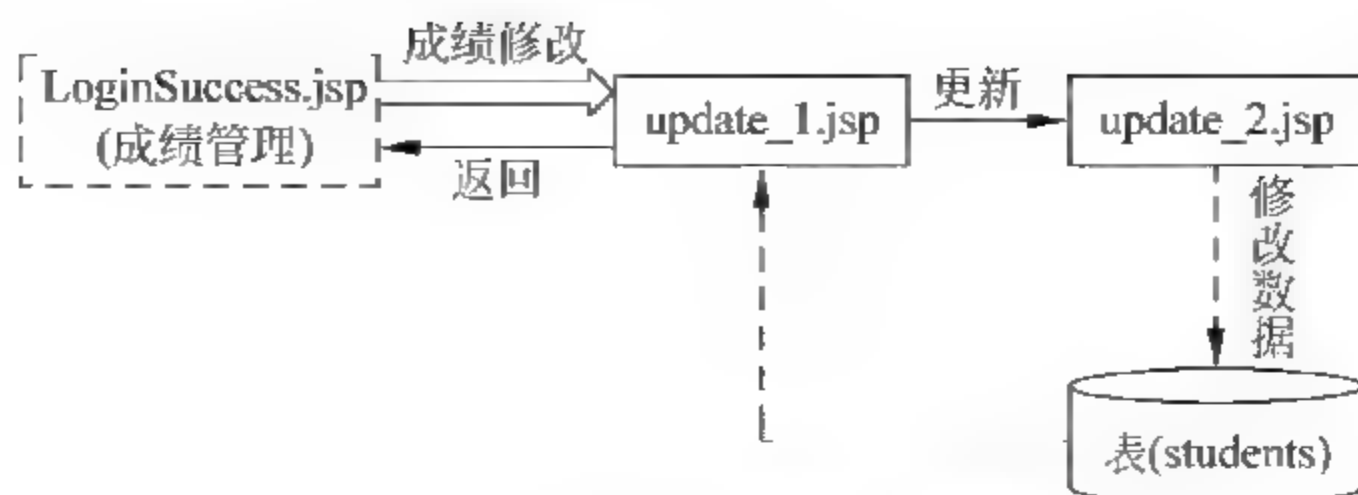 成绩修改
LoginSuccess.jsp
(成绩管理)
返回
update_1.jsp
更新
update_2.jsp
修改数据
表(students)